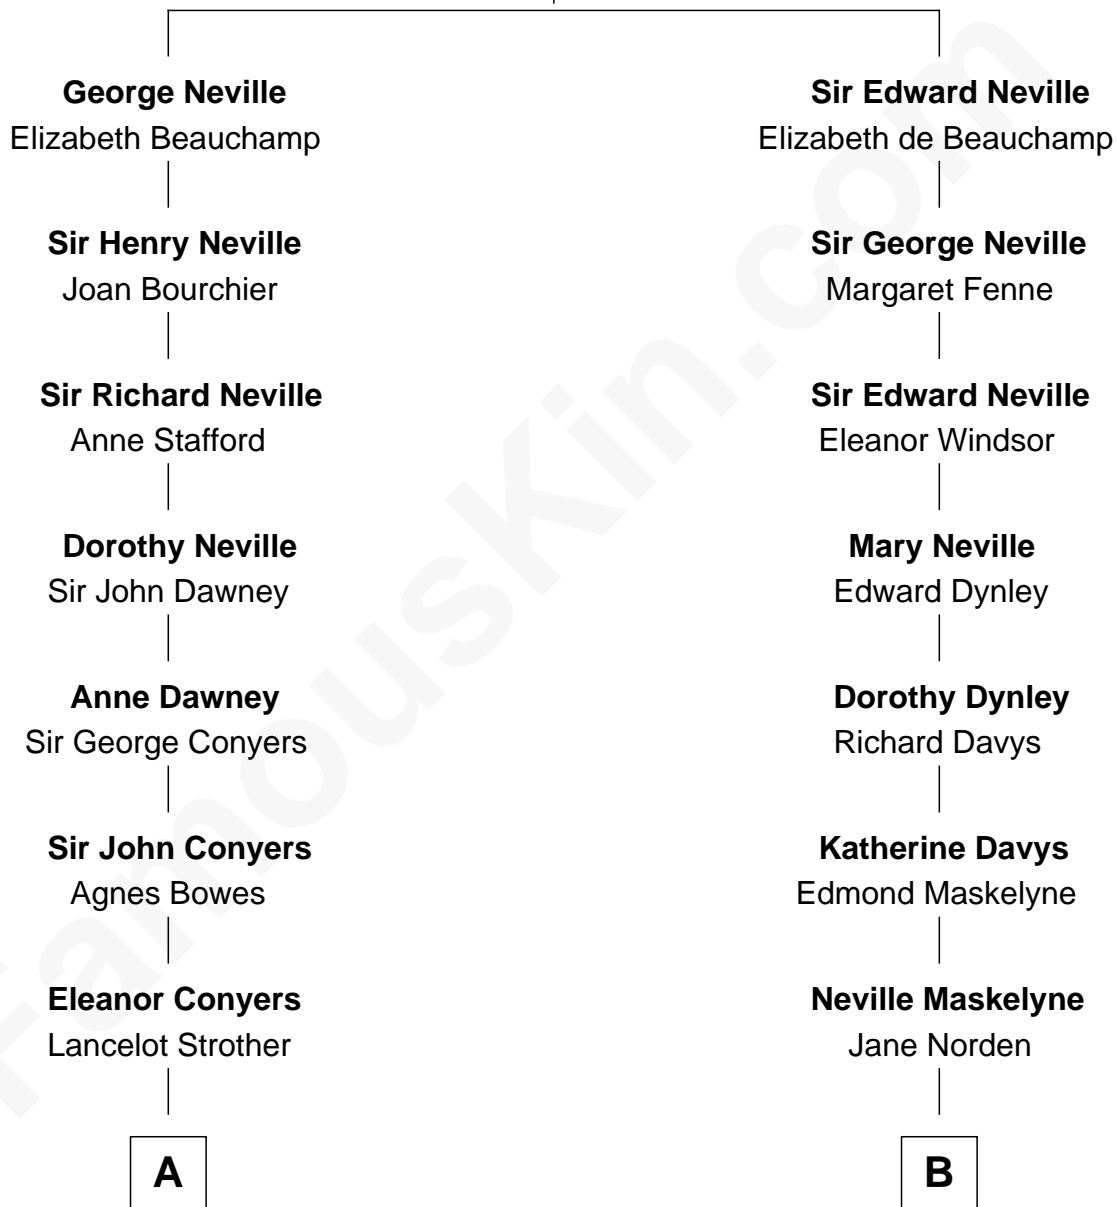 George Neville
Elizabeth Beauchamp
Sir Henry Neville
Joan Bourchier
Sir Richard Neville
Anne Stafford
Dorothy Neville
Sir John Dawney
Anne Dawney
Sir George Conyers
Sir John Conyers
Agnes Bowes
Eleanor Conyers
Lancelot Strother
A
Sir Edward Neville
Elizabeth de Beauchamp
Sir George Neville
Margaret Fenne
Sir Edward Neville
Eleanor Windsor
Mary Neville
Edward Dynley
Dorothy Dynley
Richard Davys
Katherine Davys
Edmond Maskelyne
Neville Maskelyne
Jane Norden
B
FamousKin.com